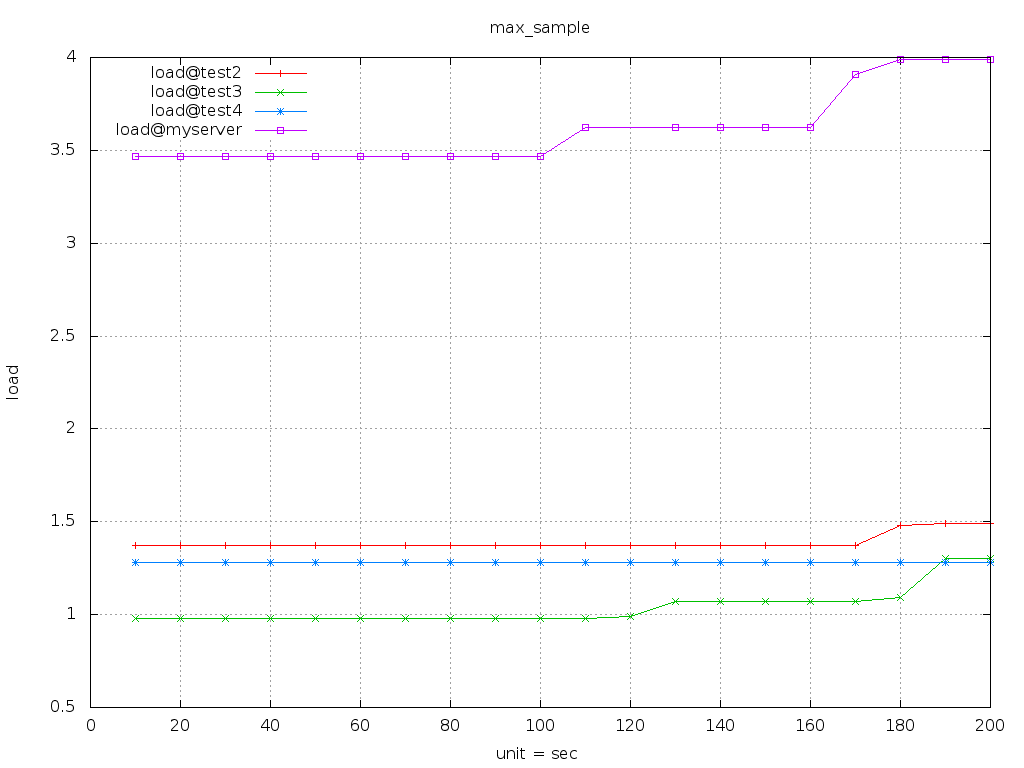 max_sample
4
3.5
3
2.5
2
1.5
1
0.5
load
load@test2
load@test3
load@test4
load@myserver
0 20 40 60 80 100 120 140 160 180 200
unit = sec